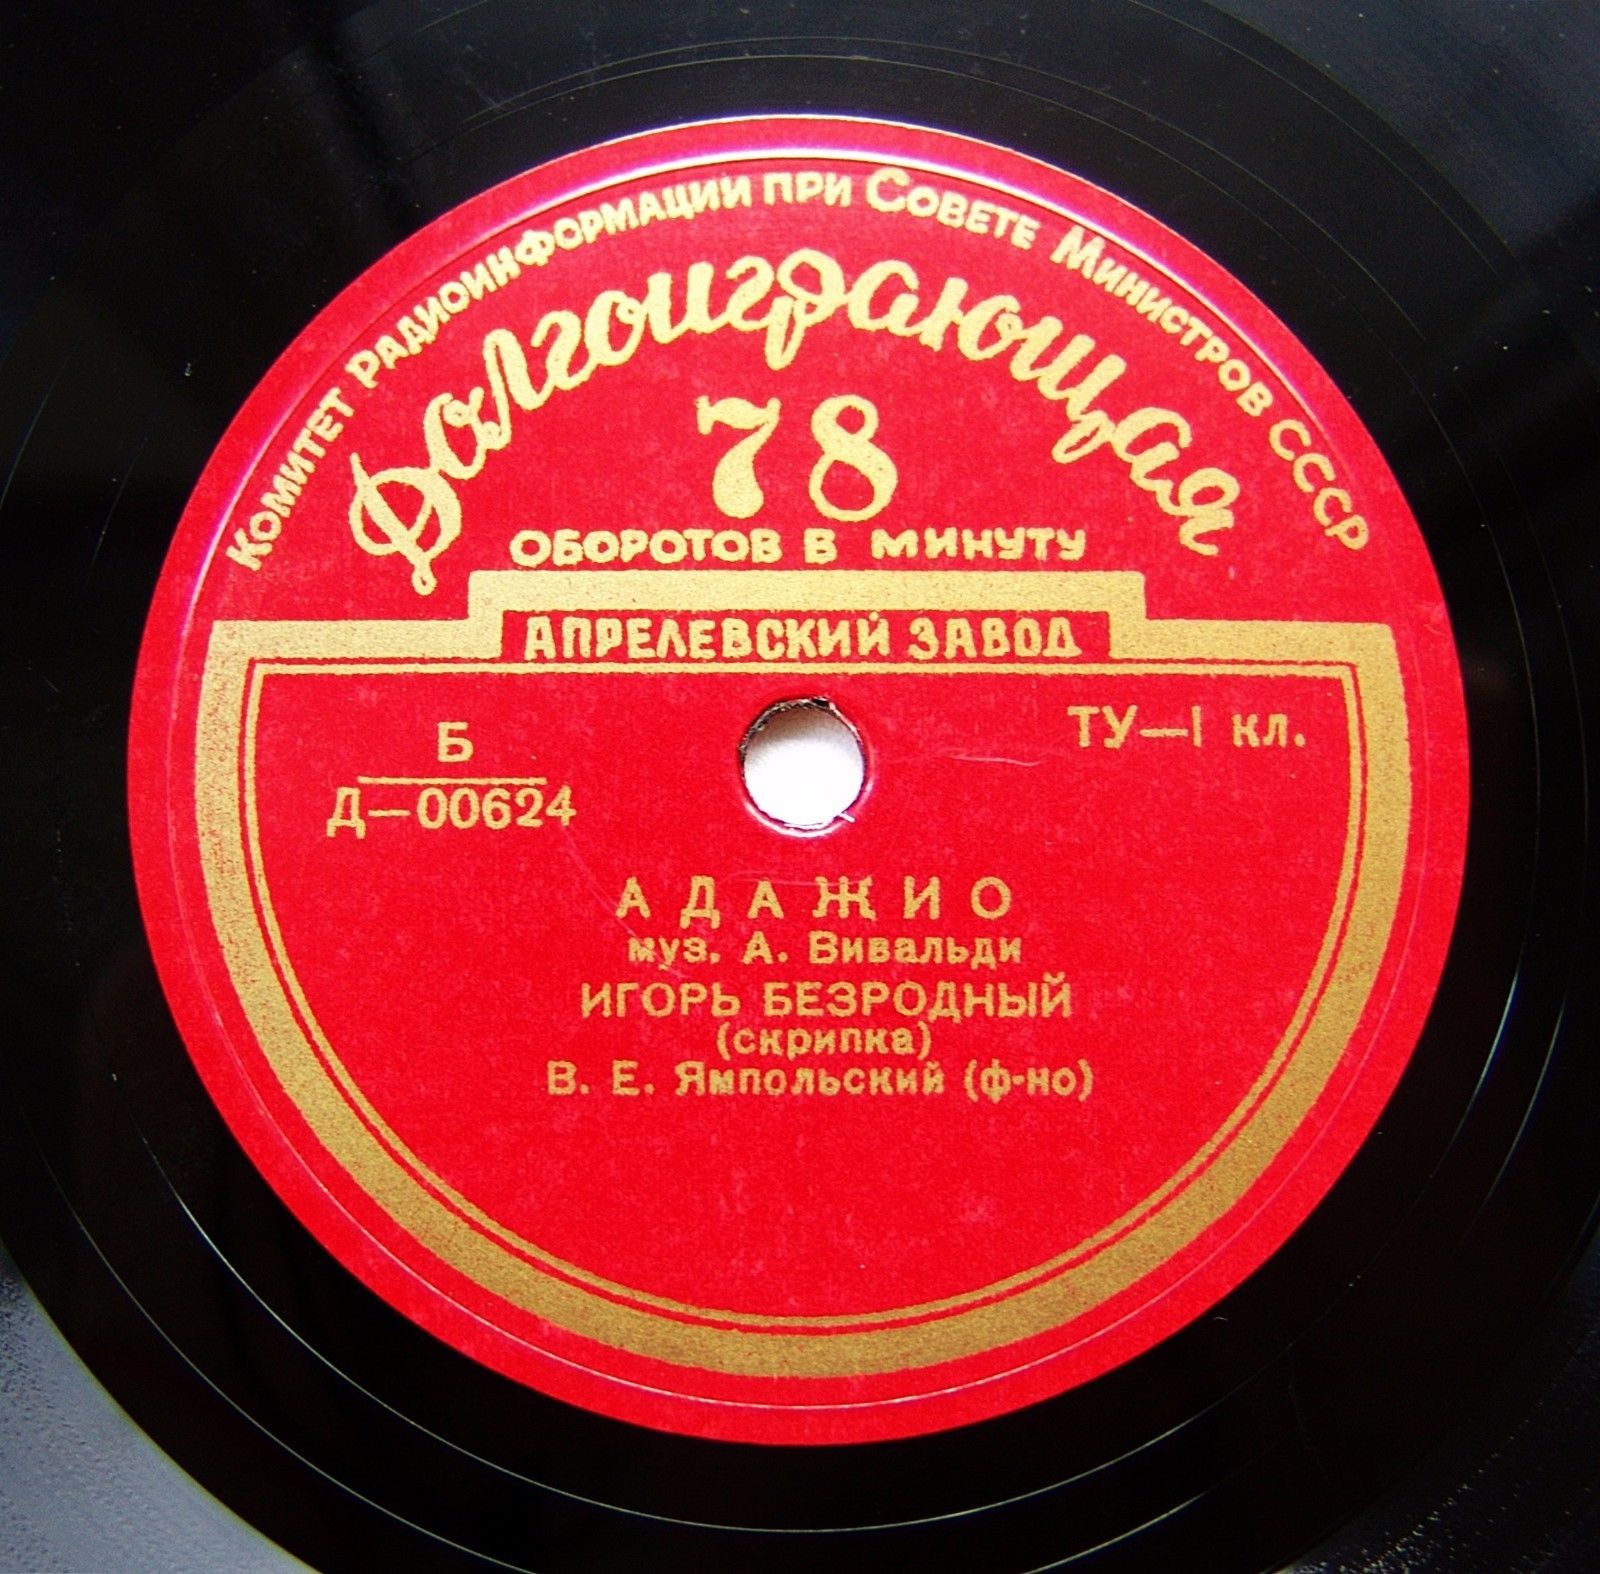 Комитет Радиоинформации при Совете Министров СССР
Долгоиграющая
78
ОБОРОТОВ В МИНУТУ
АПРЕЛЕВСКИЙ ЗАВОД
Б
Д—00624
ТУ—I кл.
АДАЖИО
муз. А. Вивальди
ИГОРЬ БЕЗРОДНЫЙ
(скрипка)
В. Е. Ямпольский (ф-но)